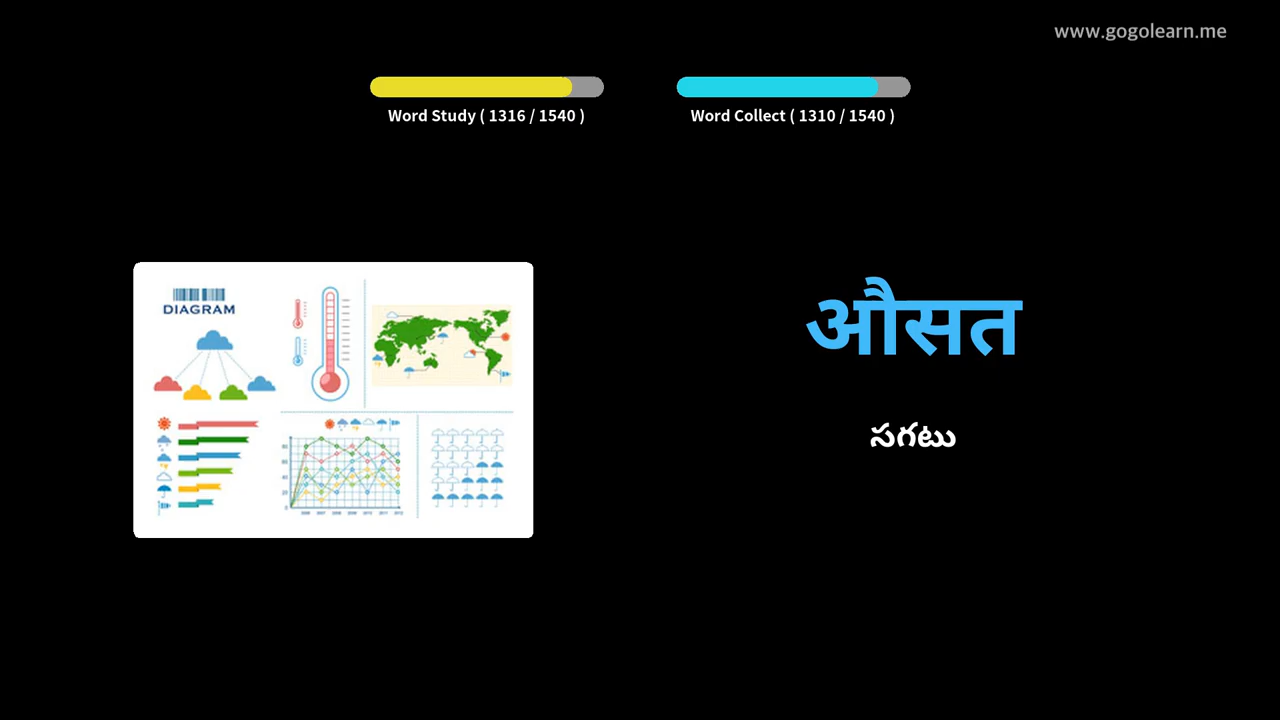 www.gogolearn.me
Word Study ( 1316 / 1540 )
Word Collect ( 1310 / 1540 )
DIAGRAM
औसत
సగటు